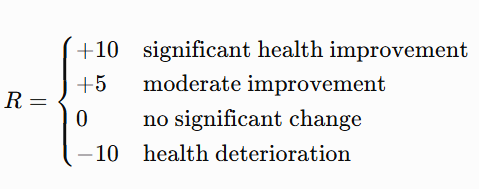 R = { +10 significant health improvement
+5 moderate improvement
0 no significant change
−10 health deterioration